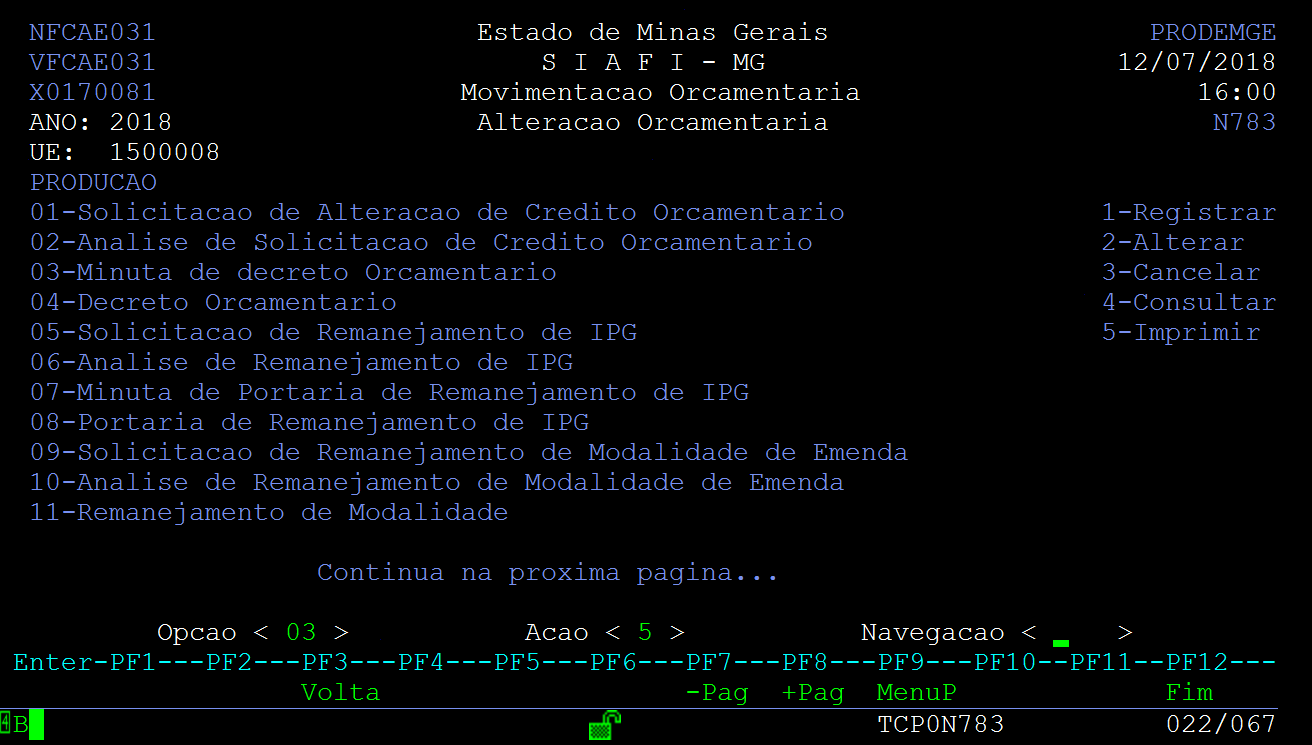 NFCAE031 Estado de Minas Gerais PRODEMGE
VFCAE031 S I A F I - MG 12/07/2018
X0170081 Movimentacao Orcamentaria 16:00
ANO: 2018 Alteracao Orcamentaria N783
UE: 1500008
PRODUCAO
01-Solicitacao de Alteracao de Credito Orcamentario 1-Registrar
02-Analise de Solicitacao de Credito Orcamentario 2-Alterar
03-Minuta de decreto Orcamentario 3-Cancelar
04-Decreto Orcamentario 4-Consultar
05-Solicitacao de Remanejamento de IPG 5-Imprimir
06-Analise de Remanejamento de IPG
07-Minuta de Portaria de Remanejamento de IPG
08-Portaria de Remanejamento de IPG
09-Solicitacao de Remanejamento de Modalidade de Emenda
10-Analise de Remanejamento de Modalidade de Emenda
11-Remanejamento de Modalidade
Continua na proxima pagina...
Opcao < 03 > Acao < 5 > Navegacao < _ >
Enter-PF1---PF2---PF3---PF4---PF5---PF6---PF7---PF8---PF9---PF10--PF11--PF12---
Volta -Pag +Pag MenuP Fim
4B TCP0N783 022/067